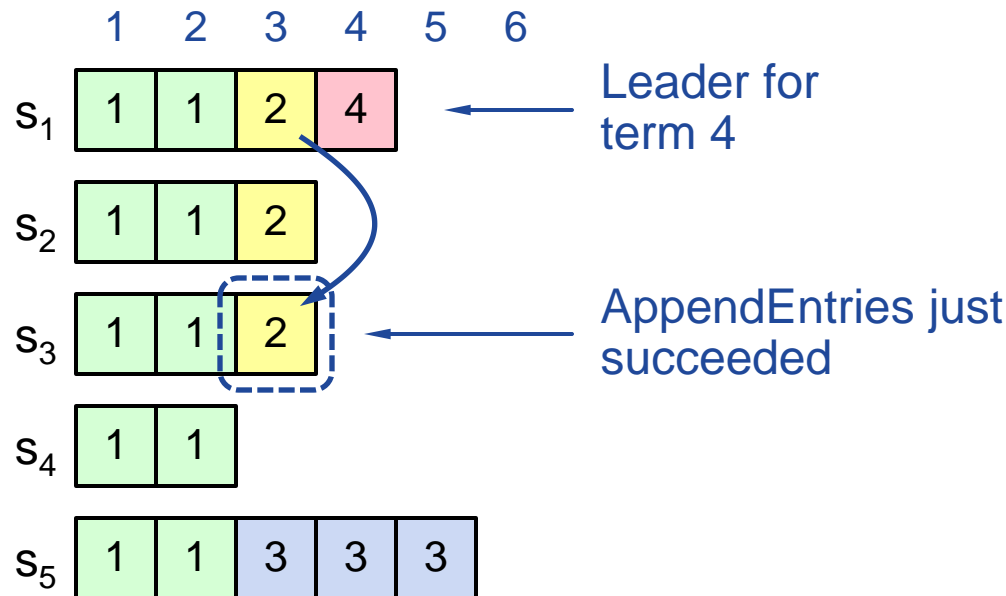 1 2 3 4 5 6
s1 1 1 2 4
Leader for
term 4
s2 1 1 2
s3 1 1 2
AppendEntries just
succeeded
s4 1 1
s5 1 1 3 3 3